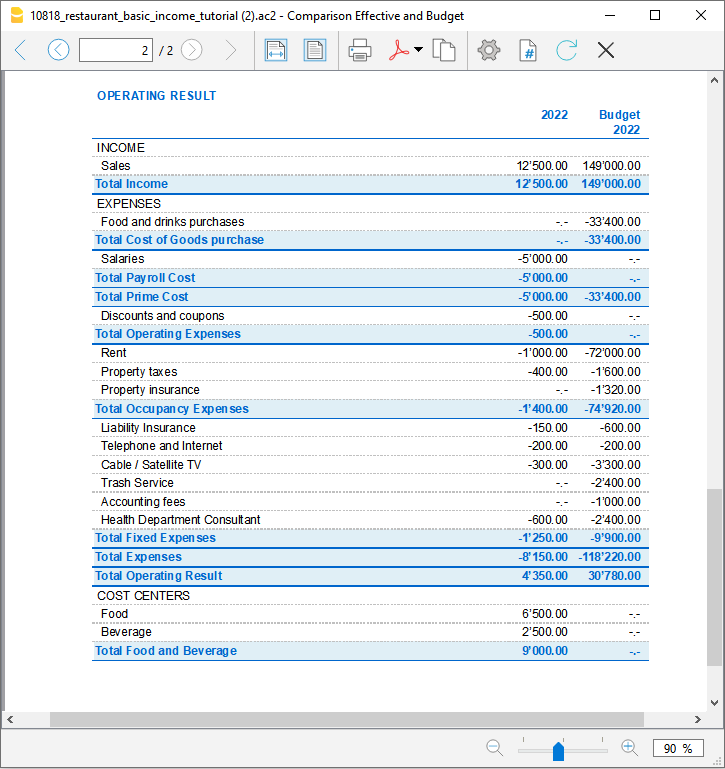 10818_restaurant_basic_income_tutorial (2).ac2 - Comparison Effective and Budget
2 / 2
#
OPERATING RESULT
2022 Budget
2022
INCOME
Sales 12'500.00 149'000.00
Total Income 12'500.00 149'000.00
EXPENSES
Food and drinks purchases -.- -33'400.00
Total Cost of Goods purchase -.- -33'400.00
Salaries -5'000.00 -.-
Total Payroll Cost -5'000.00 -.-
Total Prime Cost -5'000.00 -33'400.00
Discounts and coupons -500.00 -.-
Total Operating Expenses -500.00 -.-
Rent -1'000.00 -72'000.00
Property taxes -400.00 -1'600.00
Property insurance -.- -1'320.00
Total Occupancy Expenses -1'400.00 -74'920.00
Liability Insurance -150.00 -600.00
Telephone and Internet -200.00 -200.00
Cable / Satellite TV -300.00 -3'300.00
Trash Service -.- -2'400.00
Accounting fees -.- -1'000.00
Health Department Consultant -600.00 -2'400.00
Total Fixed Expenses -1'250.00 -9'900.00
Total Expenses -8'150.00 -118'220.00
Total Operating Result 4'350.00 30'780.00
COST CENTERS
Food 6'500.00 -.-
Beverage 2'500.00 -.-
Total Food and Beverage 9'000.00 -.-
90 %